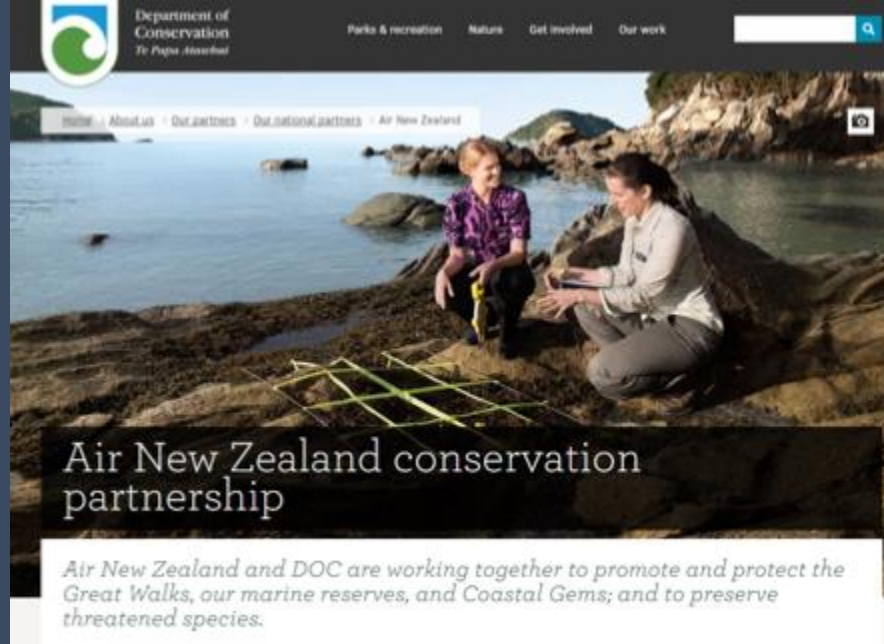 Department of
Conservation
Te Papa Atawhai
Parks & recreation Nature Get involved Our work
Home About us Our partners Our national partners Air New Zealand
Air New Zealand conservation
partnership
Air New Zealand and DOC are working together to promote and protect the
Great Walks, our marine reserves, and Coastal Gems; and to preserve
threatened species.